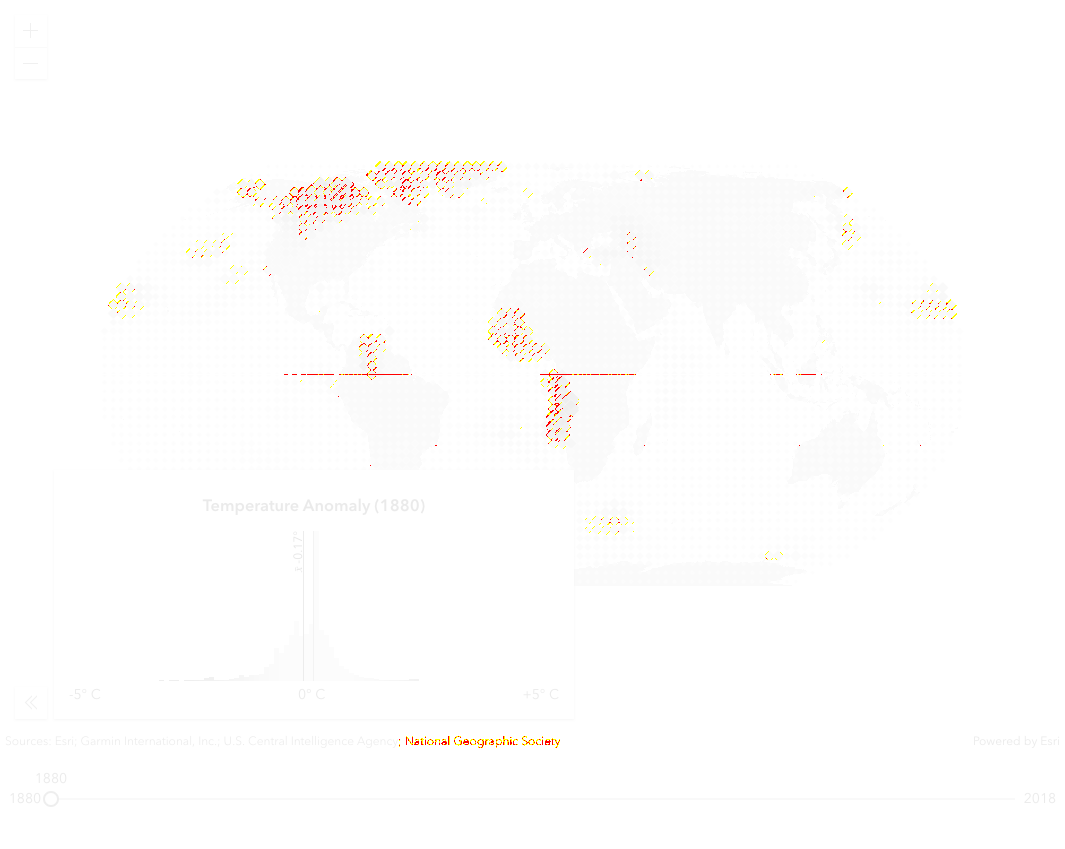 +
−
Temperature Anomaly (1880)
x̄ -0.17°
-5° C 0° C +5° C
Sources: Esri, Garmin International, Inc., U.S. Central Intelligence Agency; National Geographic Society Powered by Esri
1880
1880 2018